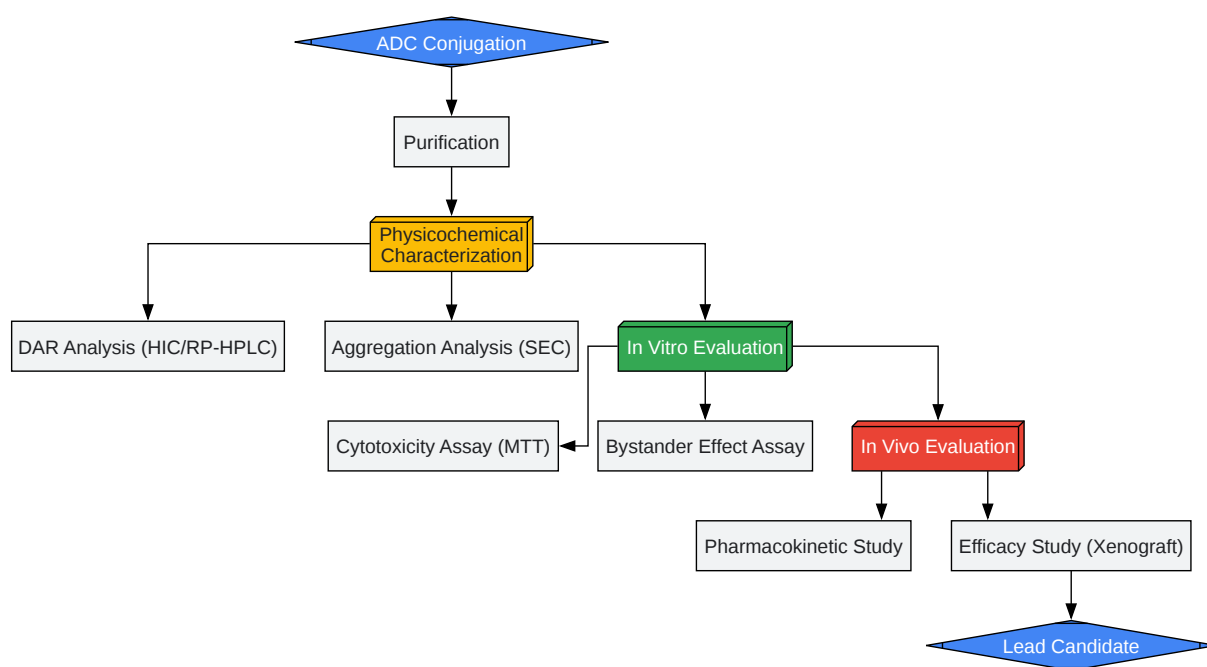 ADC Conjugation
Purification
Physicochemical
Characterization
DAR Analysis (HIC/RP-HPLC)
Aggregation Analysis (SEC)
In Vitro Evaluation
Cytotoxicity Assay (MTT)
Bystander Effect Assay
In Vivo Evaluation
Pharmacokinetic Study
Efficacy Study (Xenograft)
Lead Candidate